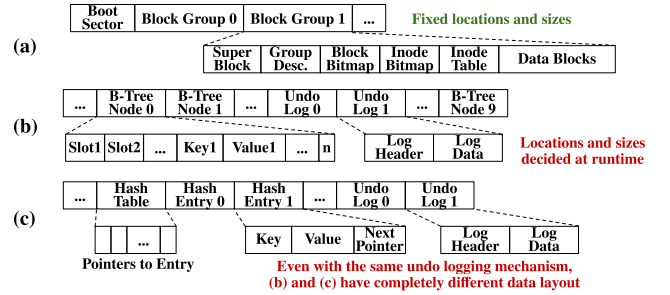 Boot Sector Block Group 0 Block Group 1 ...
Fixed locations and sizes
(a)
Super Block Group Desc. Block Bitmap Inode Bitmap Inode Table Data Blocks
... B-Tree Node 0 B-Tree Node 1 ... Undo Log 0 Undo Log 1 ... B-Tree Node 9
(b)
Slot1 Slot2 ... Key1 Value1 ... n Log Header Log Data
Locations and sizes
decided at runtime
... Hash Table Hash Entry 0 Hash Entry 1 ... Undo Log 0 Undo Log 1
(c)
... Key Value Next Pointer Log Header Log Data
Pointers to Entry
Even with the same undo logging mechanism,
(b) and (c) have completely different data layout